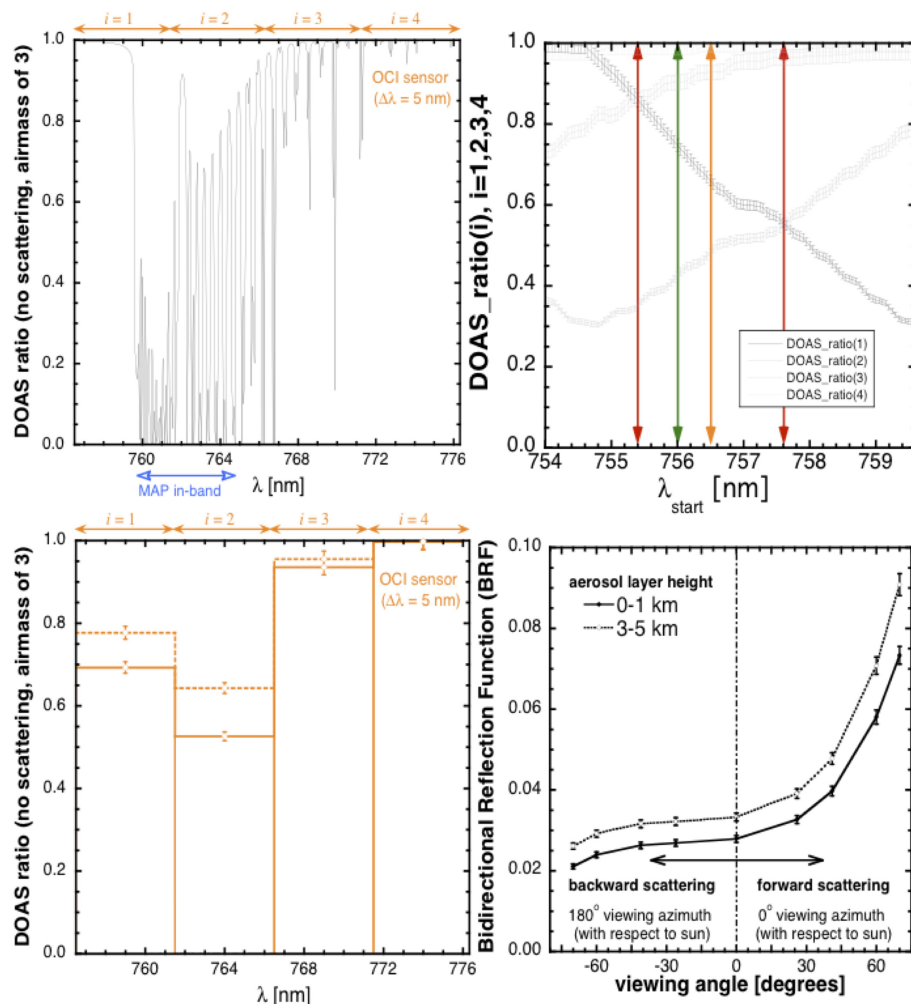 i = 1 i = 2 i = 3 i = 4
DOAS ratio (no scattering, airmass of 3)
1.0
0.8
0.6
0.4
0.2
0.0
OCI sensor
(Δλ = 5 nm)
760 764 768 772 776
MAP in-band
λ [nm]
DOAS_ratio(i), i=1,2,3,4
1.0
0.8
0.6
0.4
0.2
0.0
DOAS_ratio(1)
DOAS_ratio(2)
DOAS_ratio(3)
DOAS_ratio(4)
754 755 756 757 758 759
λstart [nm]
i = 1 i = 2 i = 3 i = 4
DOAS ratio (no scattering, airmass of 3)
1.0
0.8
0.6
0.4
0.2
0.0
OCI sensor
(Δλ = 5 nm)
760 764 768 772 776
λ [nm]
Bidirectional Reflection Function (BRF)
0.10
0.08
0.06
0.04
0.02
0.00
aerosol layer height
0-1 km
3-5 km
backward scattering
180° viewing azimuth
(with respect to sun)
forward scattering
0° viewing azimuth
(with respect to sun)
-60 -30 0 30 60
viewing angle [degrees]